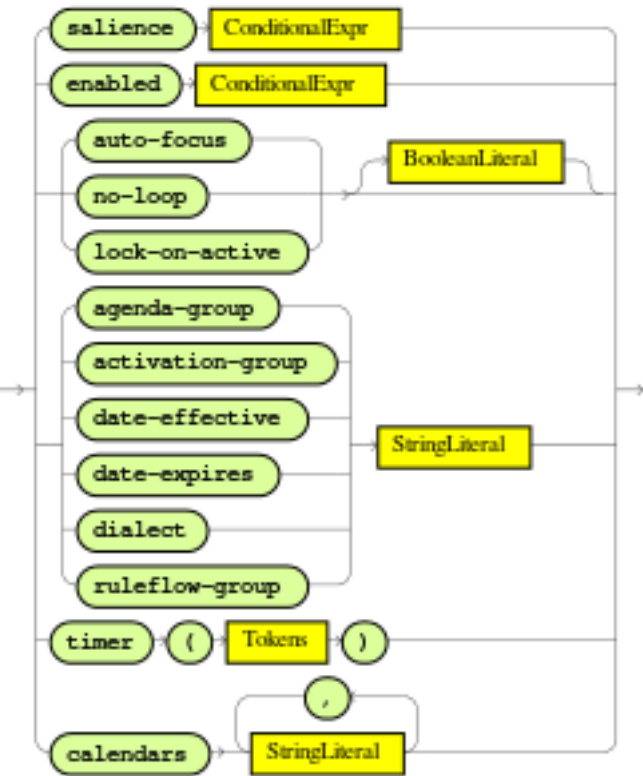 salience ConditionalExpr
enabled ConditionalExpr
auto-focus
BooleanLiteral
no-loop
lock-on-active
agenda-group
activation-group
date-effective
StringLiteral
date-expires
dialect
ruleflow-group
timer ( Tokens )
,
calendars StringLiteral